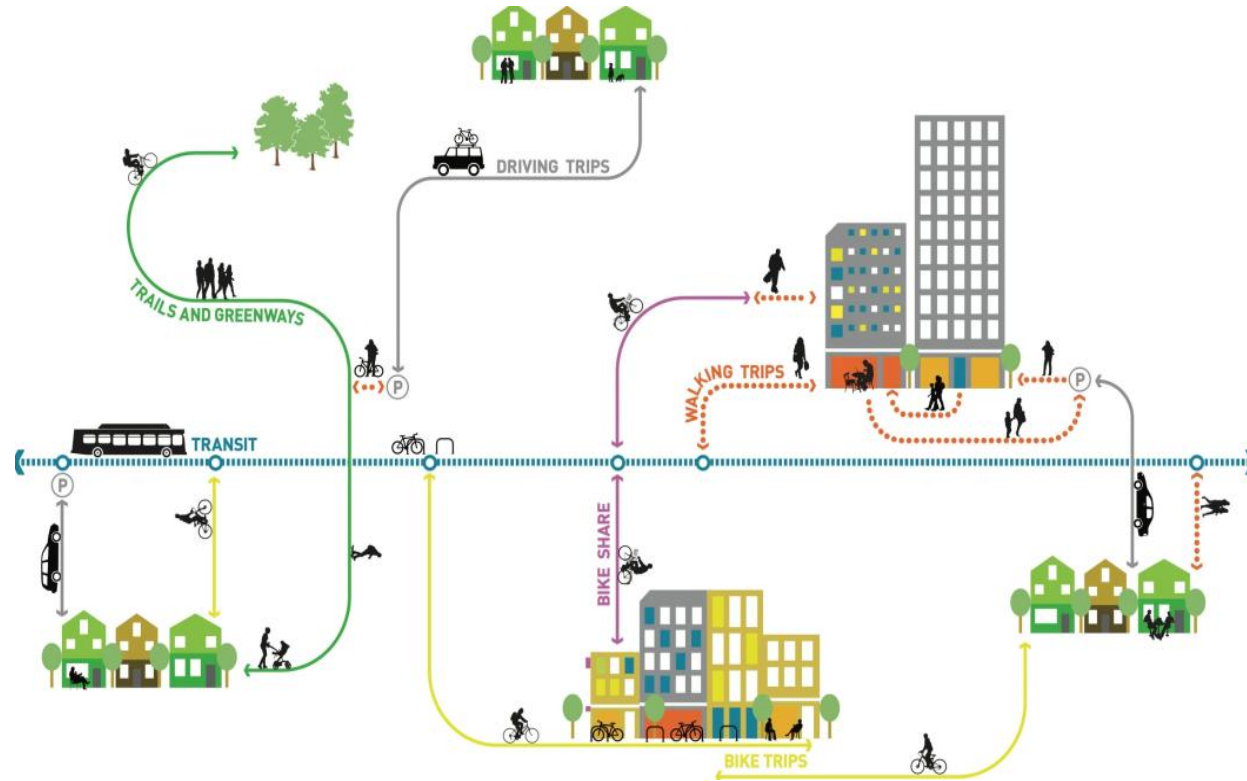 DRIVING TRIPS
TRAILS AND GREENWAYS
WALKING TRIPS
P
P
TRANSIT
P
BIKE SHARE
BIKE TRIPS